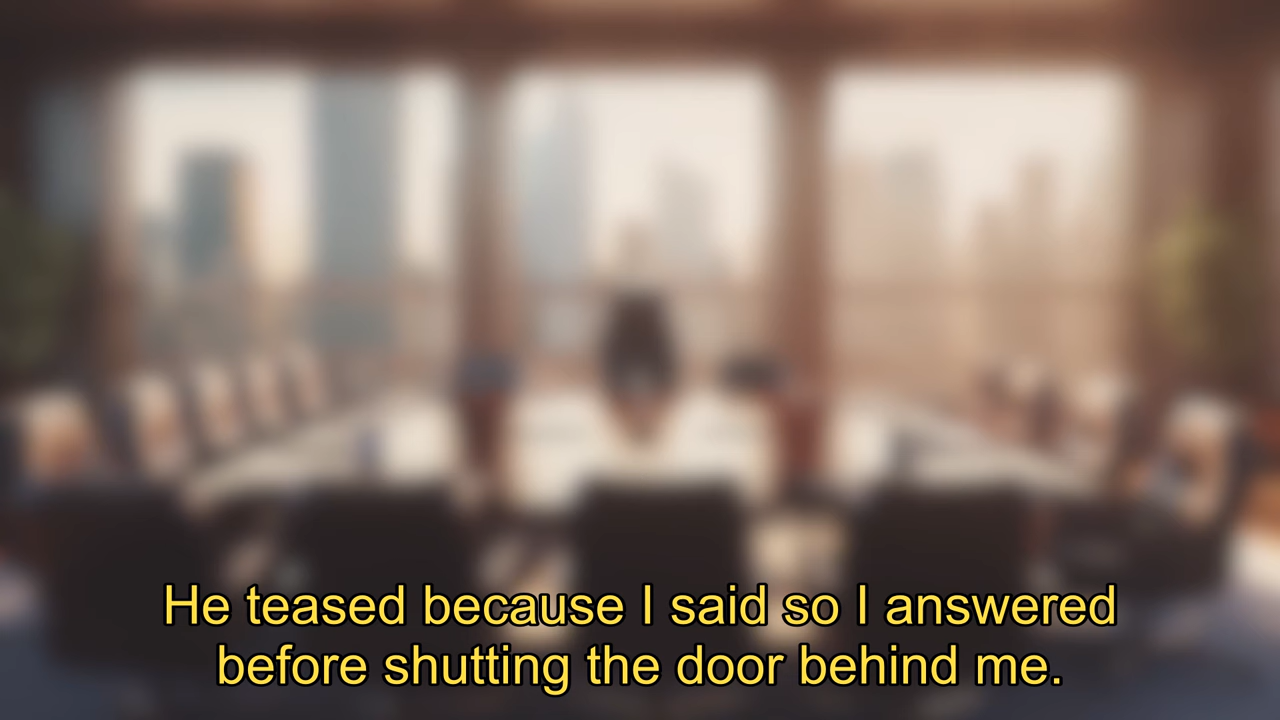 He teased because I said so I answered
before shutting the door behind me.